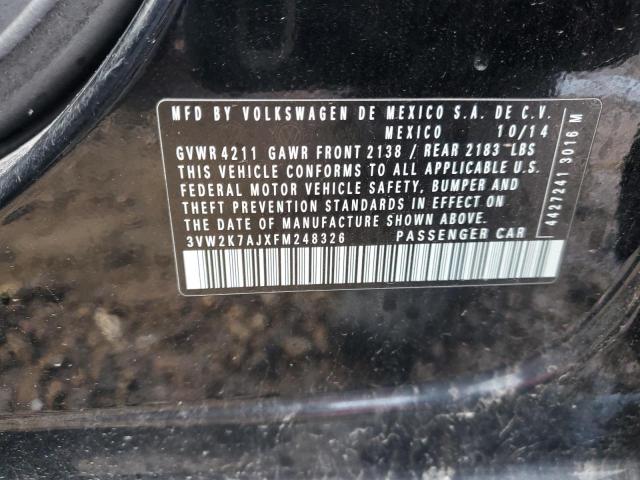 MFD BY VOLKSWAGEN DE MEXICO S.A. DE C.V.
MEXICO 10/14
GVWR 4211 GAWR FRONT 2138 / REAR 2183 LBS
THIS VEHICLE CONFORMS TO ALL APPLICABLE U.S.
FEDERAL MOTOR VEHICLE SAFETY, BUMPER AND
THEFT PREVENTION STANDARDS IN EFFECT ON
THE DATE OF MANUFACTURE SHOWN ABOVE.
3VW2K7AJXFM248326 PASSENGER CAR
4427241 3016 M